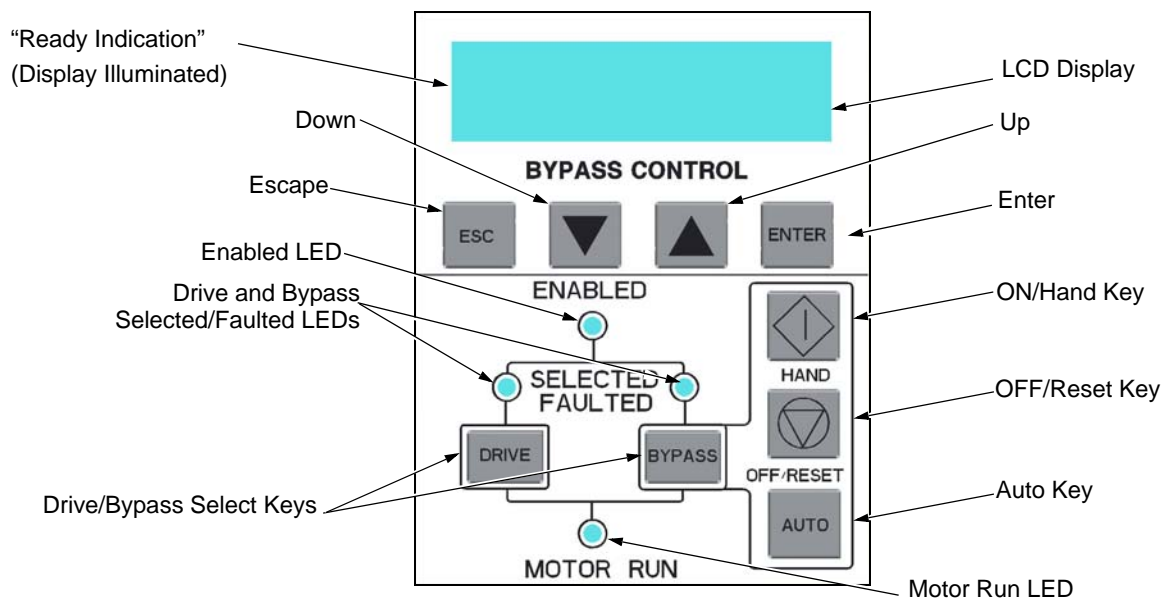 “Ready Indication”
(Display Illuminated)
LCD Display
Down
Up
BYPASS CONTROL
Escape
Enter
ESC
ENTER
Enabled LED
ENABLED
Drive and Bypass
Selected/Faulted LEDs
ON/Hand Key
SELECTED
FAULTED
HAND
OFF/Reset Key
DRIVE
BYPASS
OFF/RESET
Drive/Bypass Select Keys
Auto Key
AUTO
MOTOR RUN
Motor Run LED